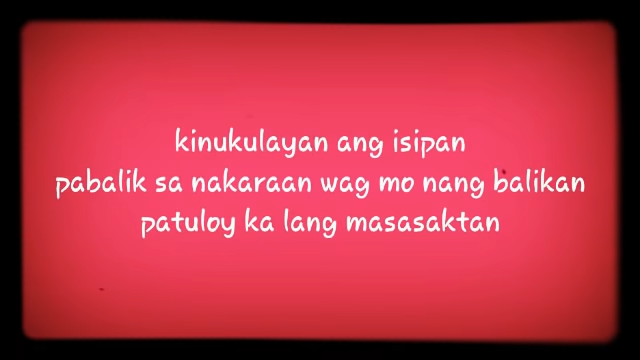 kinukulayan ang isipan
pabalik sa nakaraan wag mo nang balikan
patuloy ka lang masasaktan